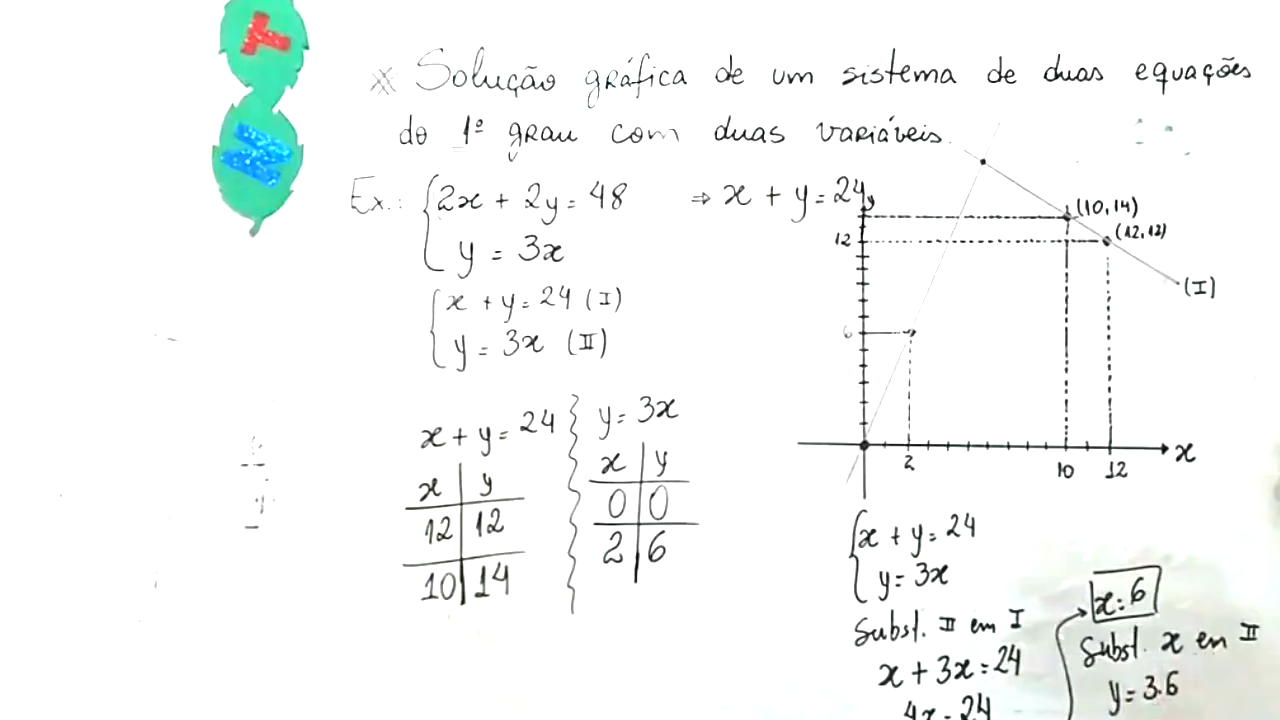 T
N
* Solução gráfica de um sistema de duas equações
do 1º grau com duas variáveis.
Ex.: { 2x + 2y = 48 ⇒ x + y = 24
y = 3x
{ x + y = 24 (I)
y = 3x (II)
x + y = 24
x | y
12 | 12
10 | 14
y = 3x
x | y
0 | 0
2 | 6
y
(10, 14)
12
(12, 12)
(I)
6
2
10
12
x
{ x + y = 24
y = 3x
Subst. II em I
x + 3x = 24
4x = 24
x = 6
Subst. x em II
y = 3.6